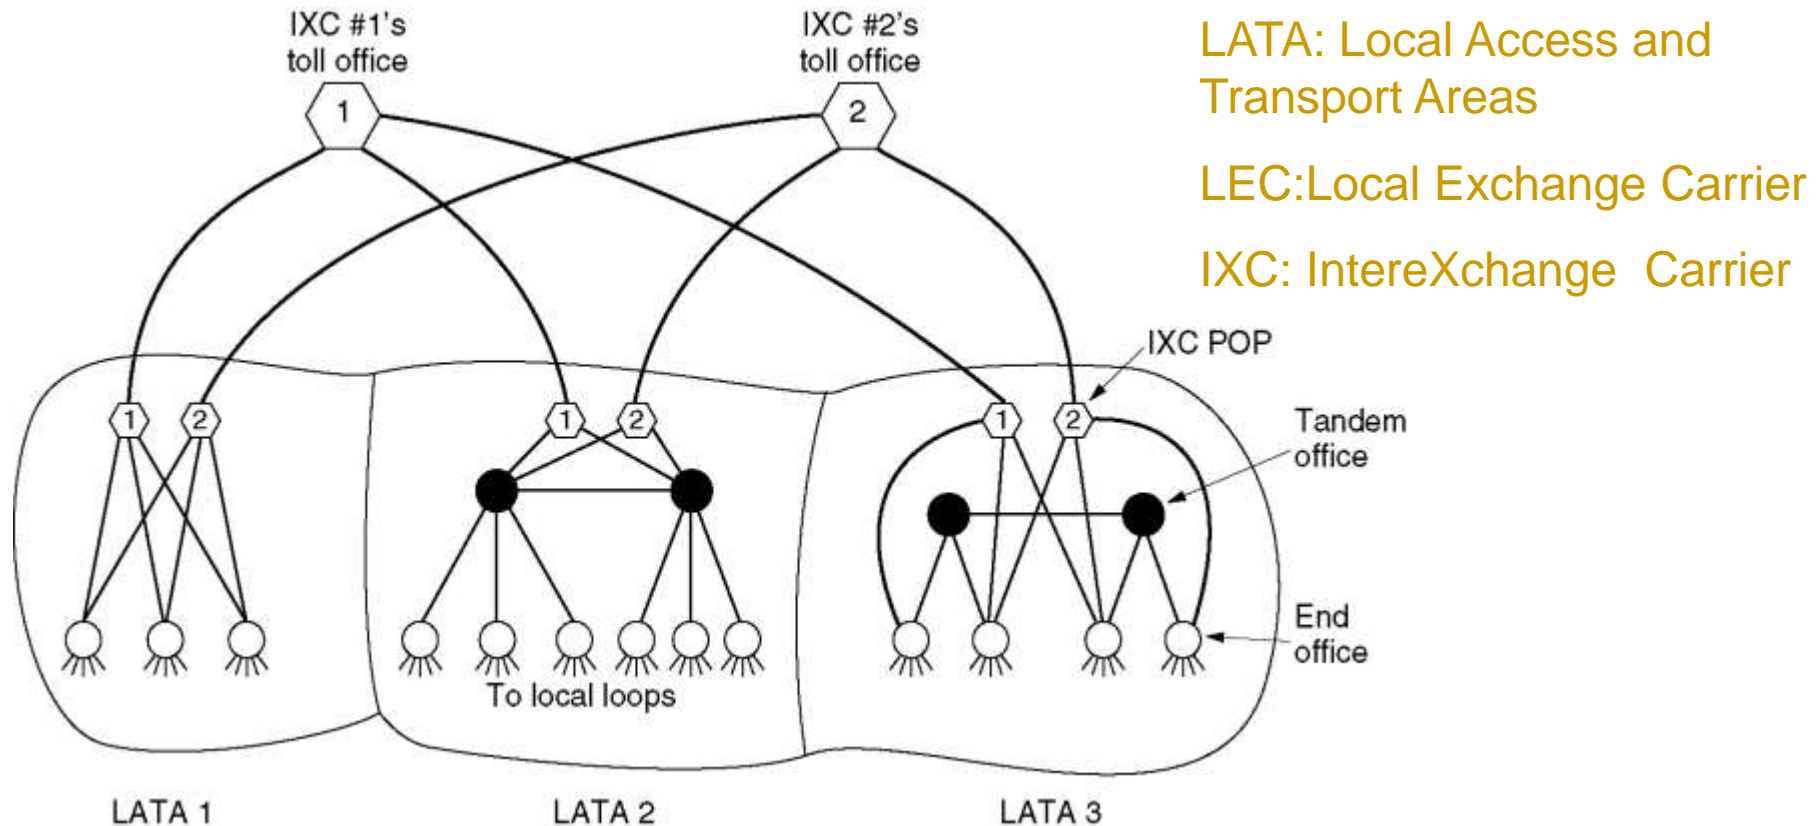 IXC #1's
toll office
1
IXC #2's
toll office
2
LATA: Local Access and
Transport Areas
LEC:Local Exchange Carrier
IXC: IntereXchange Carrier
IXC POP
1
2
1
2
1
2
Tandem
office
End
office
To local loops
LATA 1
LATA 2
LATA 3